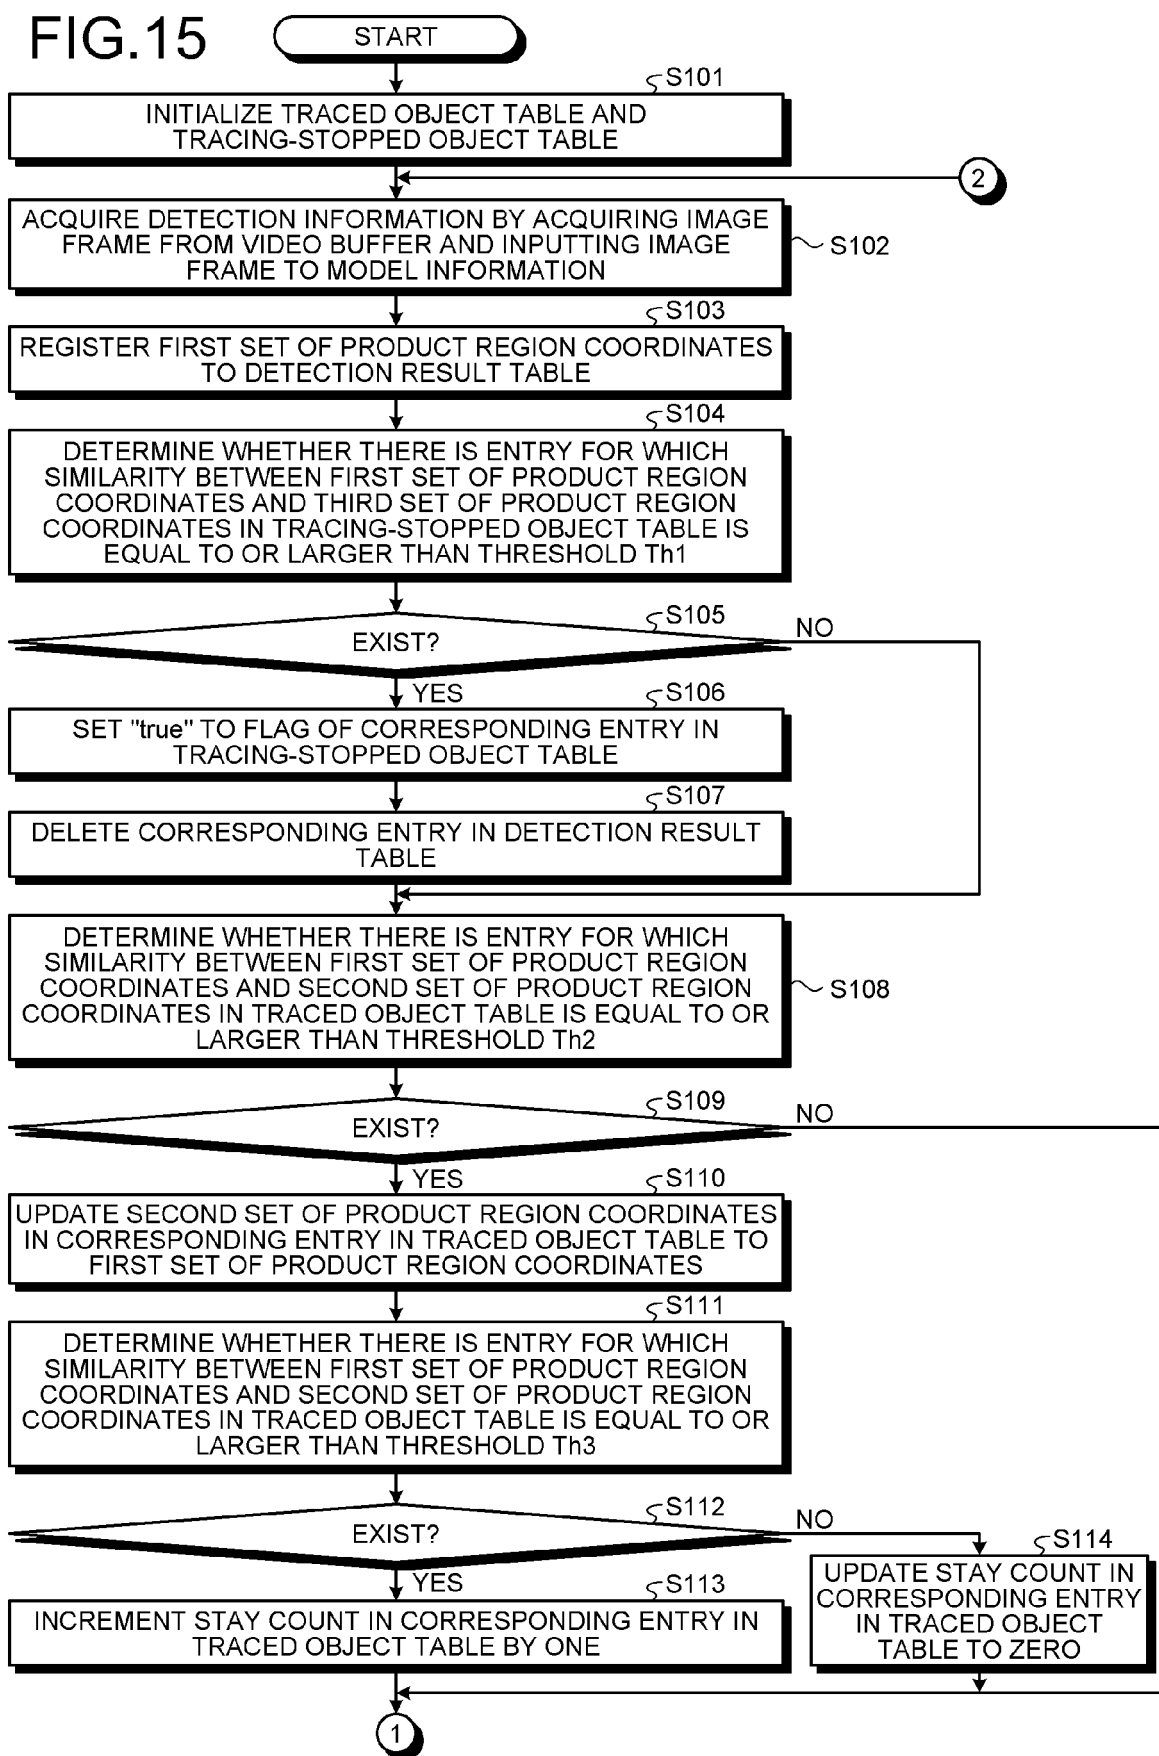 FIG.15
START
S101
INITIALIZE TRACED OBJECT TABLE AND
TRACING-STOPPED OBJECT TABLE
2
ACQUIRE DETECTION INFORMATION BY ACQUIRING IMAGE
FRAME FROM VIDEO BUFFER AND INPUTTING IMAGE
FRAME TO MODEL INFORMATION
S102
S103
REGISTER FIRST SET OF PRODUCT REGION COORDINATES
TO DETECTION RESULT TABLE
S104
DETERMINE WHETHER THERE IS ENTRY FOR WHICH
SIMILARITY BETWEEN FIRST SET OF PRODUCT REGION
COORDINATES AND THIRD SET OF PRODUCT REGION
COORDINATES IN TRACING-STOPPED OBJECT TABLE IS
EQUAL TO OR LARGER THAN THRESHOLD Th1
S105
EXIST?
NO
YES
S106
SET "true" TO FLAG OF CORRESPONDING ENTRY IN
TRACING-STOPPED OBJECT TABLE
S107
DELETE CORRESPONDING ENTRY IN DETECTION RESULT
TABLE
DETERMINE WHETHER THERE IS ENTRY FOR WHICH
SIMILARITY BETWEEN FIRST SET OF PRODUCT REGION
COORDINATES AND SECOND SET OF PRODUCT REGION
COORDINATES IN TRACED OBJECT TABLE IS EQUAL TO OR
LARGER THAN THRESHOLD Th2
S108
S109
EXIST?
NO
YES
S110
UPDATE SECOND SET OF PRODUCT REGION COORDINATES
IN CORRESPONDING ENTRY IN TRACED OBJECT TABLE TO
FIRST SET OF PRODUCT REGION COORDINATES
S111
DETERMINE WHETHER THERE IS ENTRY FOR WHICH
SIMILARITY BETWEEN FIRST SET OF PRODUCT REGION
COORDINATES AND SECOND SET OF PRODUCT REGION
COORDINATES IN TRACED OBJECT TABLE IS EQUAL TO OR
LARGER THAN THRESHOLD Th3
S112
EXIST?
NO
YES
S113
INCREMENT STAY COUNT IN CORRESPONDING ENTRY IN
TRACED OBJECT TABLE BY ONE
S114
UPDATE STAY COUNT IN
CORRESPONDING ENTRY
IN TRACED OBJECT
TABLE TO ZERO
1